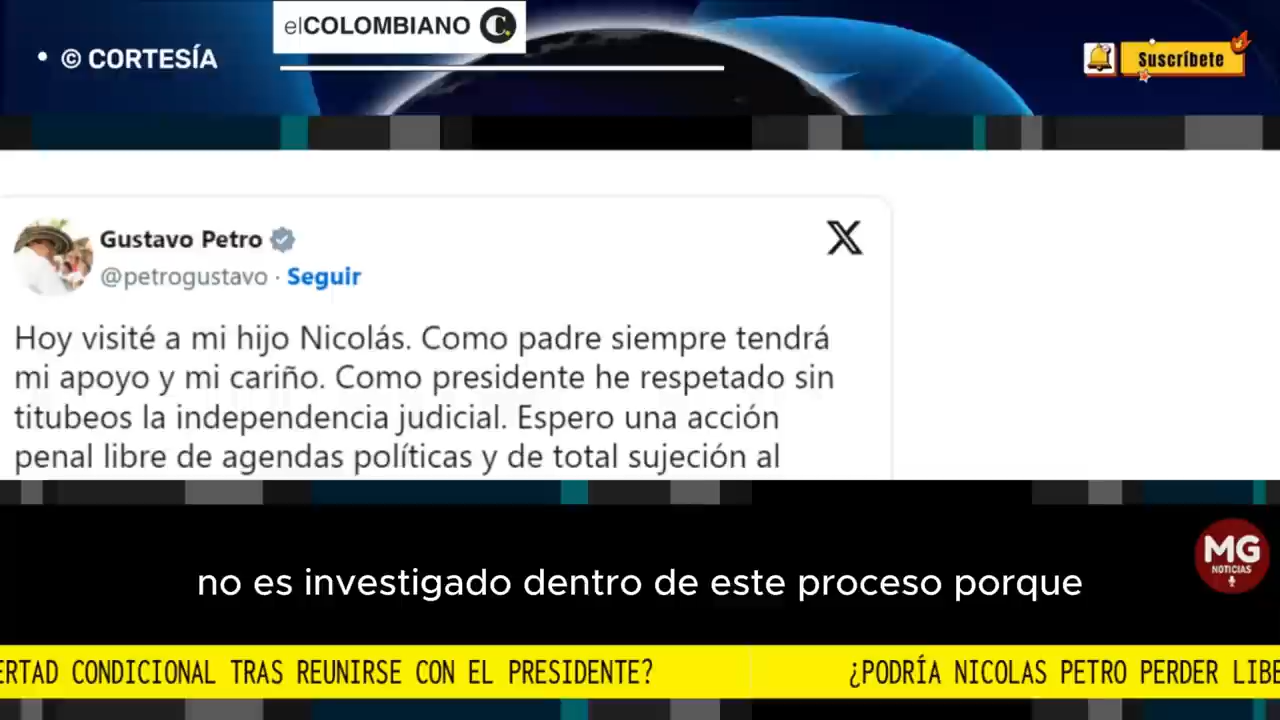 elCOLOMBIANO C.
• © CORTESÍA
Suscríbete
Gustavo Petro
@petrogustavo · Seguir
Hoy visité a mi hijo Nicolás. Como padre siempre tendrá
mi apoyo y mi cariño. Como presidente he respetado sin
titubeos la independencia judicial. Espero una acción
penal libre de agendas políticas y de total sujeción al
MG
NOTICIAS
no es investigado dentro de este proceso porque
ERTAD CONDICIONAL TRAS REUNIRSE CON EL PRESIDENTE? ¿PODRÍA NICOLAS PETRO PERDER LIBE